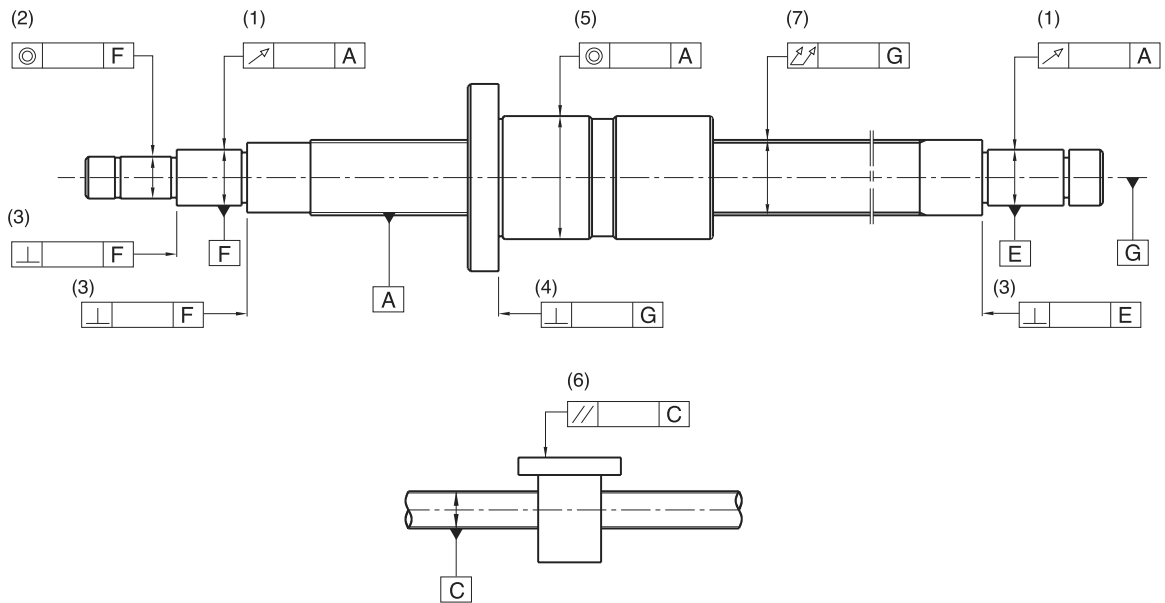 (2) (1) (5) (7) (1)
F A A G A
(3)
F F E G
(3) (3)
A
F (4) G E
(6)
C
C